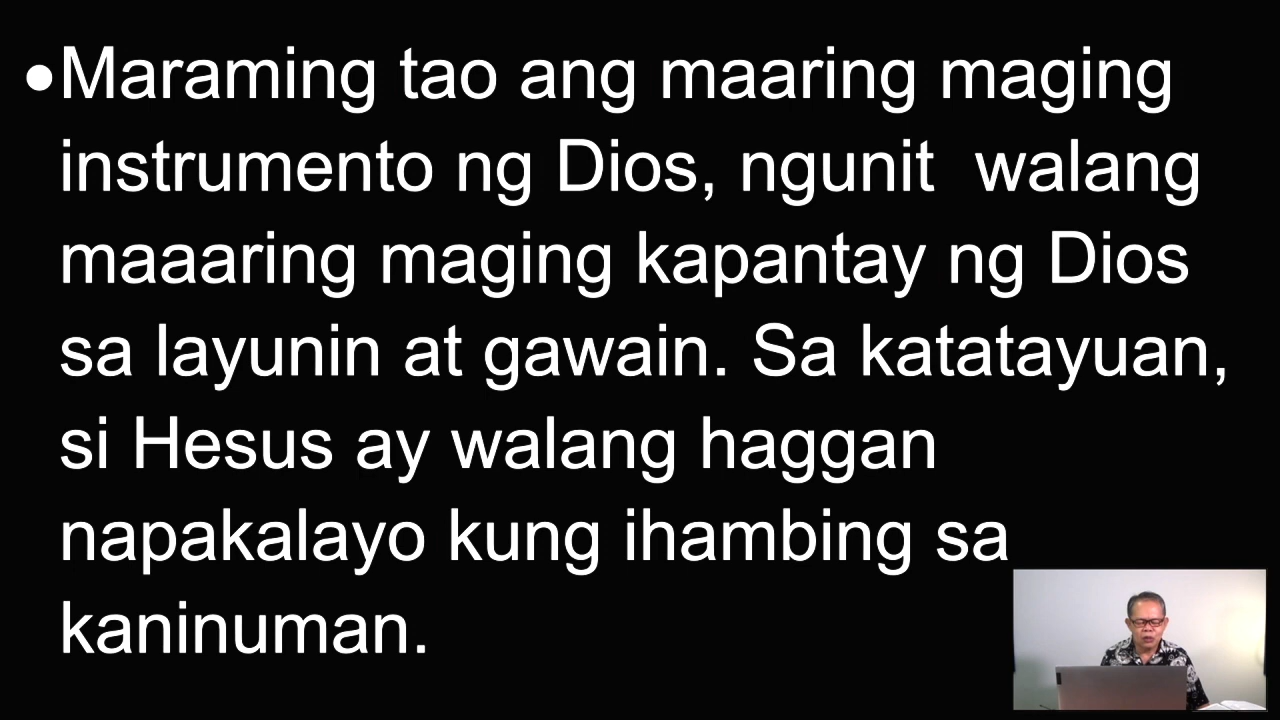 •Maraming tao ang maaring maging
instrumento ng Dios, ngunit  walang
maaaring maging kapantay ng Dios
sa layunin at gawain. Sa katatayuan,
si Hesus ay walang haggan
napakalayo kung ihambing sa
kaninuman.